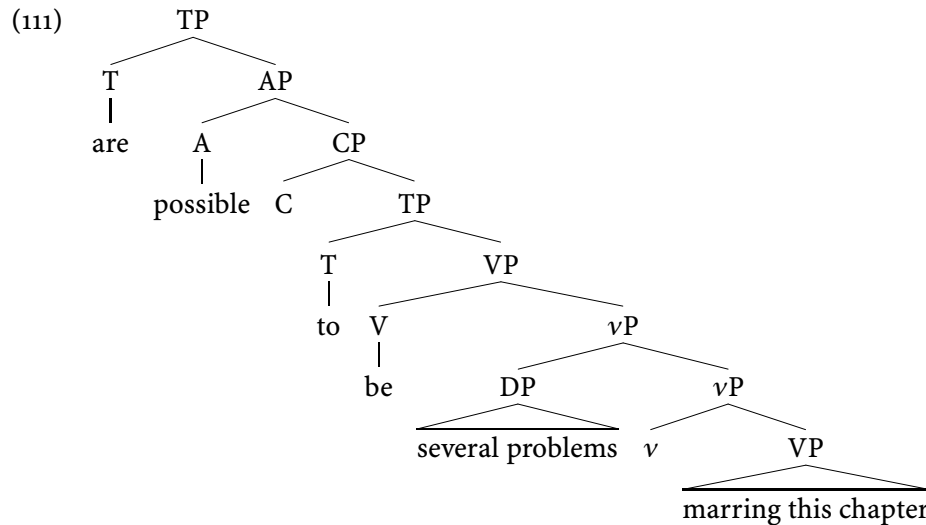 (111) TP
T AP
are A CP
possible C TP
T VP
to V vP
be DP vP
several problems v VP
marring this chapter